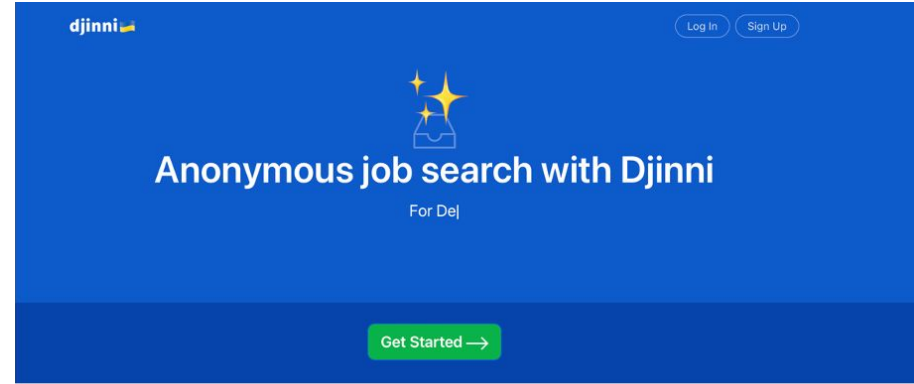 djinni
Log In
Sign Up
Anonymous job search with Djinni
For De
Get Started →